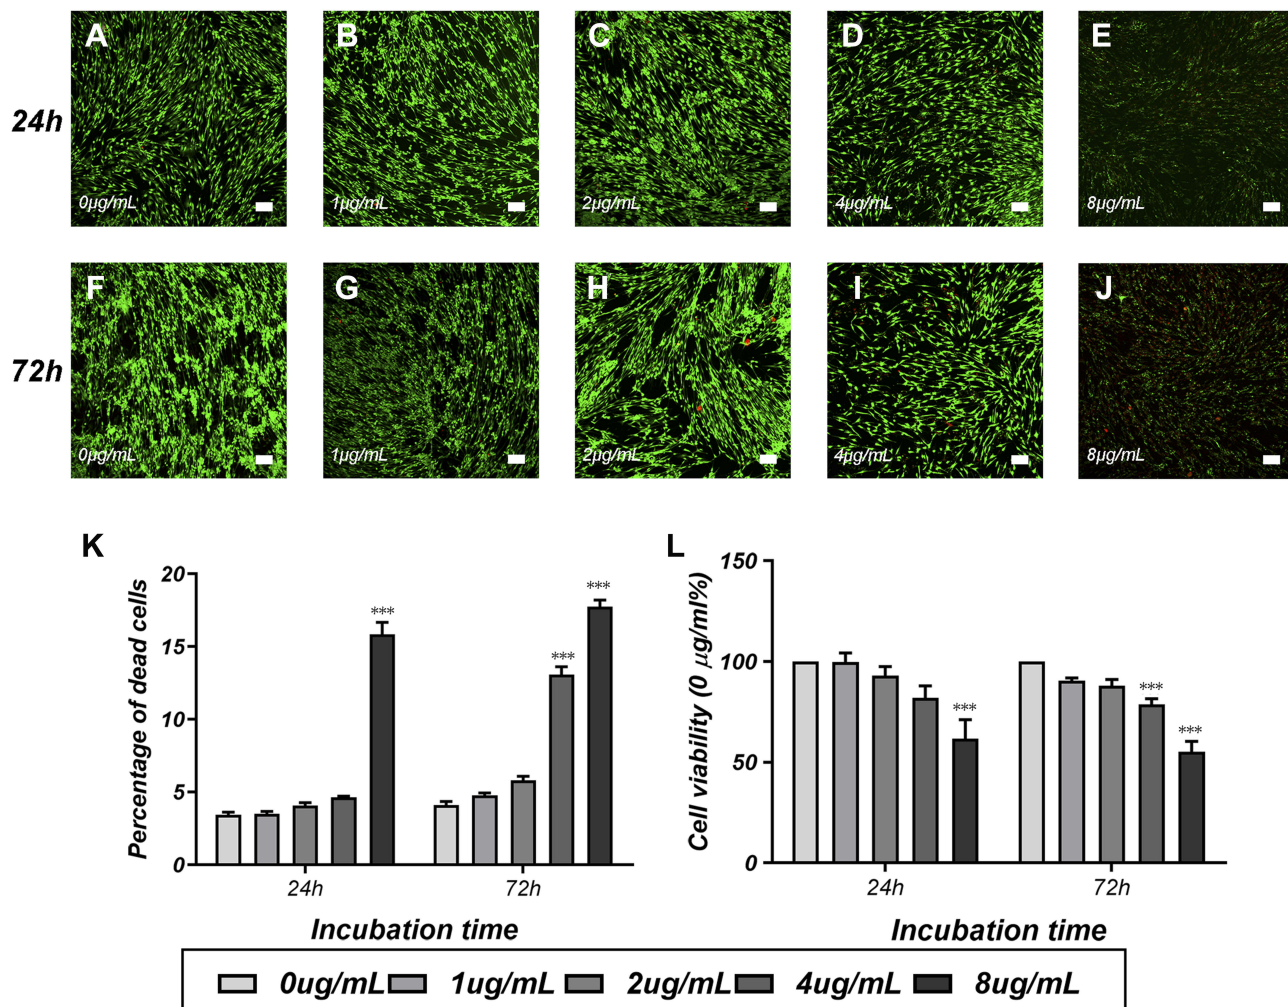 A B C D E
24h
0µg/mL 1µg/mL 2µg/mL 4µg/mL 8µg/mL
F G H I J
72h
0µg/mL 1µg/mL 2µg/mL 4µg/mL 8µg/mL
K
Percentage of dead cells
20
15
10
5
0
***
***
***
24h 72h
Incubation time
L
Cell viability (0 µg/ml%)
150
100
50
0
***
***
***
24h 72h
Incubation time
0ug/mL 1ug/mL 2ug/mL 4ug/mL 8ug/mL